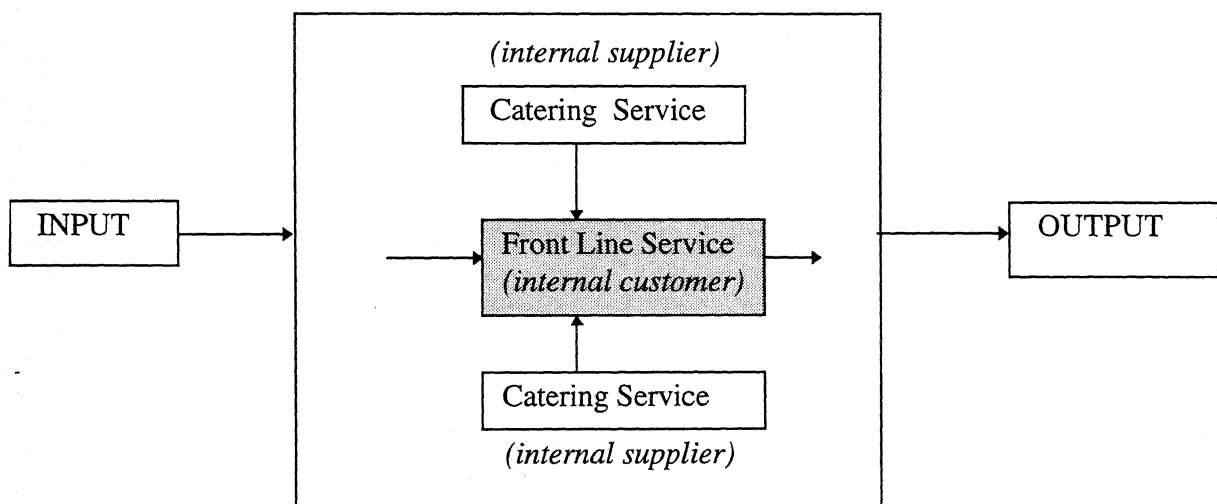 (internal supplier)
Catering Service
INPUT
Front Line Service
(internal customer)
OUTPUT
Catering Service
(internal supplier)